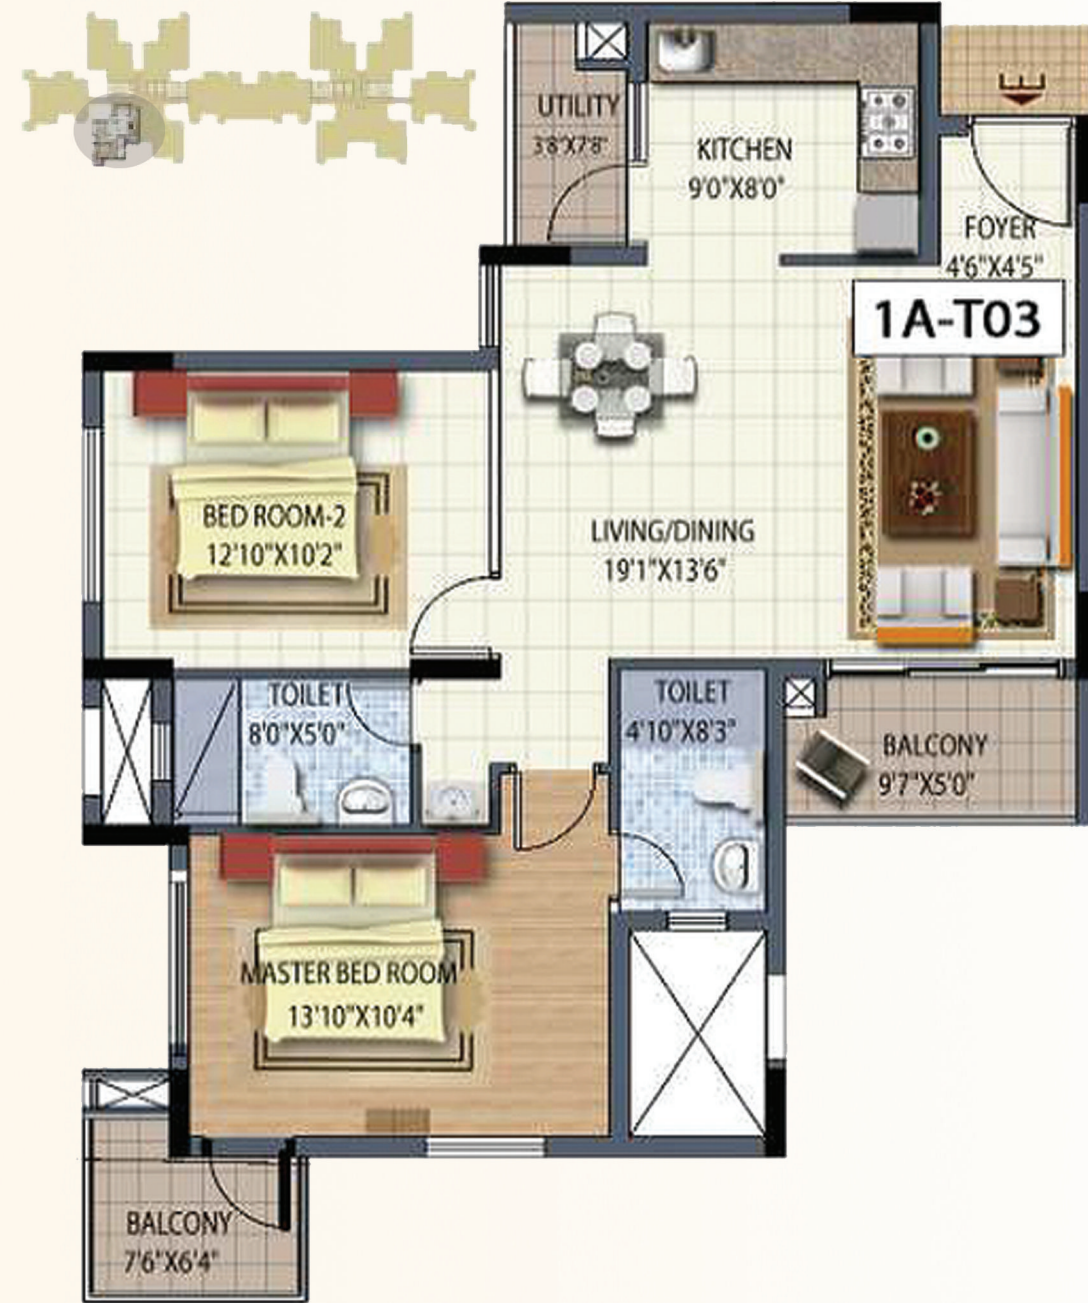 UTILITY
3'8"X7'8"
KITCHEN
9'0"X8'0"
FOYER
4'6"X4'5"
1A-T03
BED ROOM-2
12'10"X10'2"
LIVING/DINING
19'1"X13'6"
TOILET
8'0"X5'0"
TOILET
4'10"X8'3"
BALCONY
9'7"X5'0"
MASTER BED ROOM
13'10"X10'4"
BALCONY
7'6"X6'4"